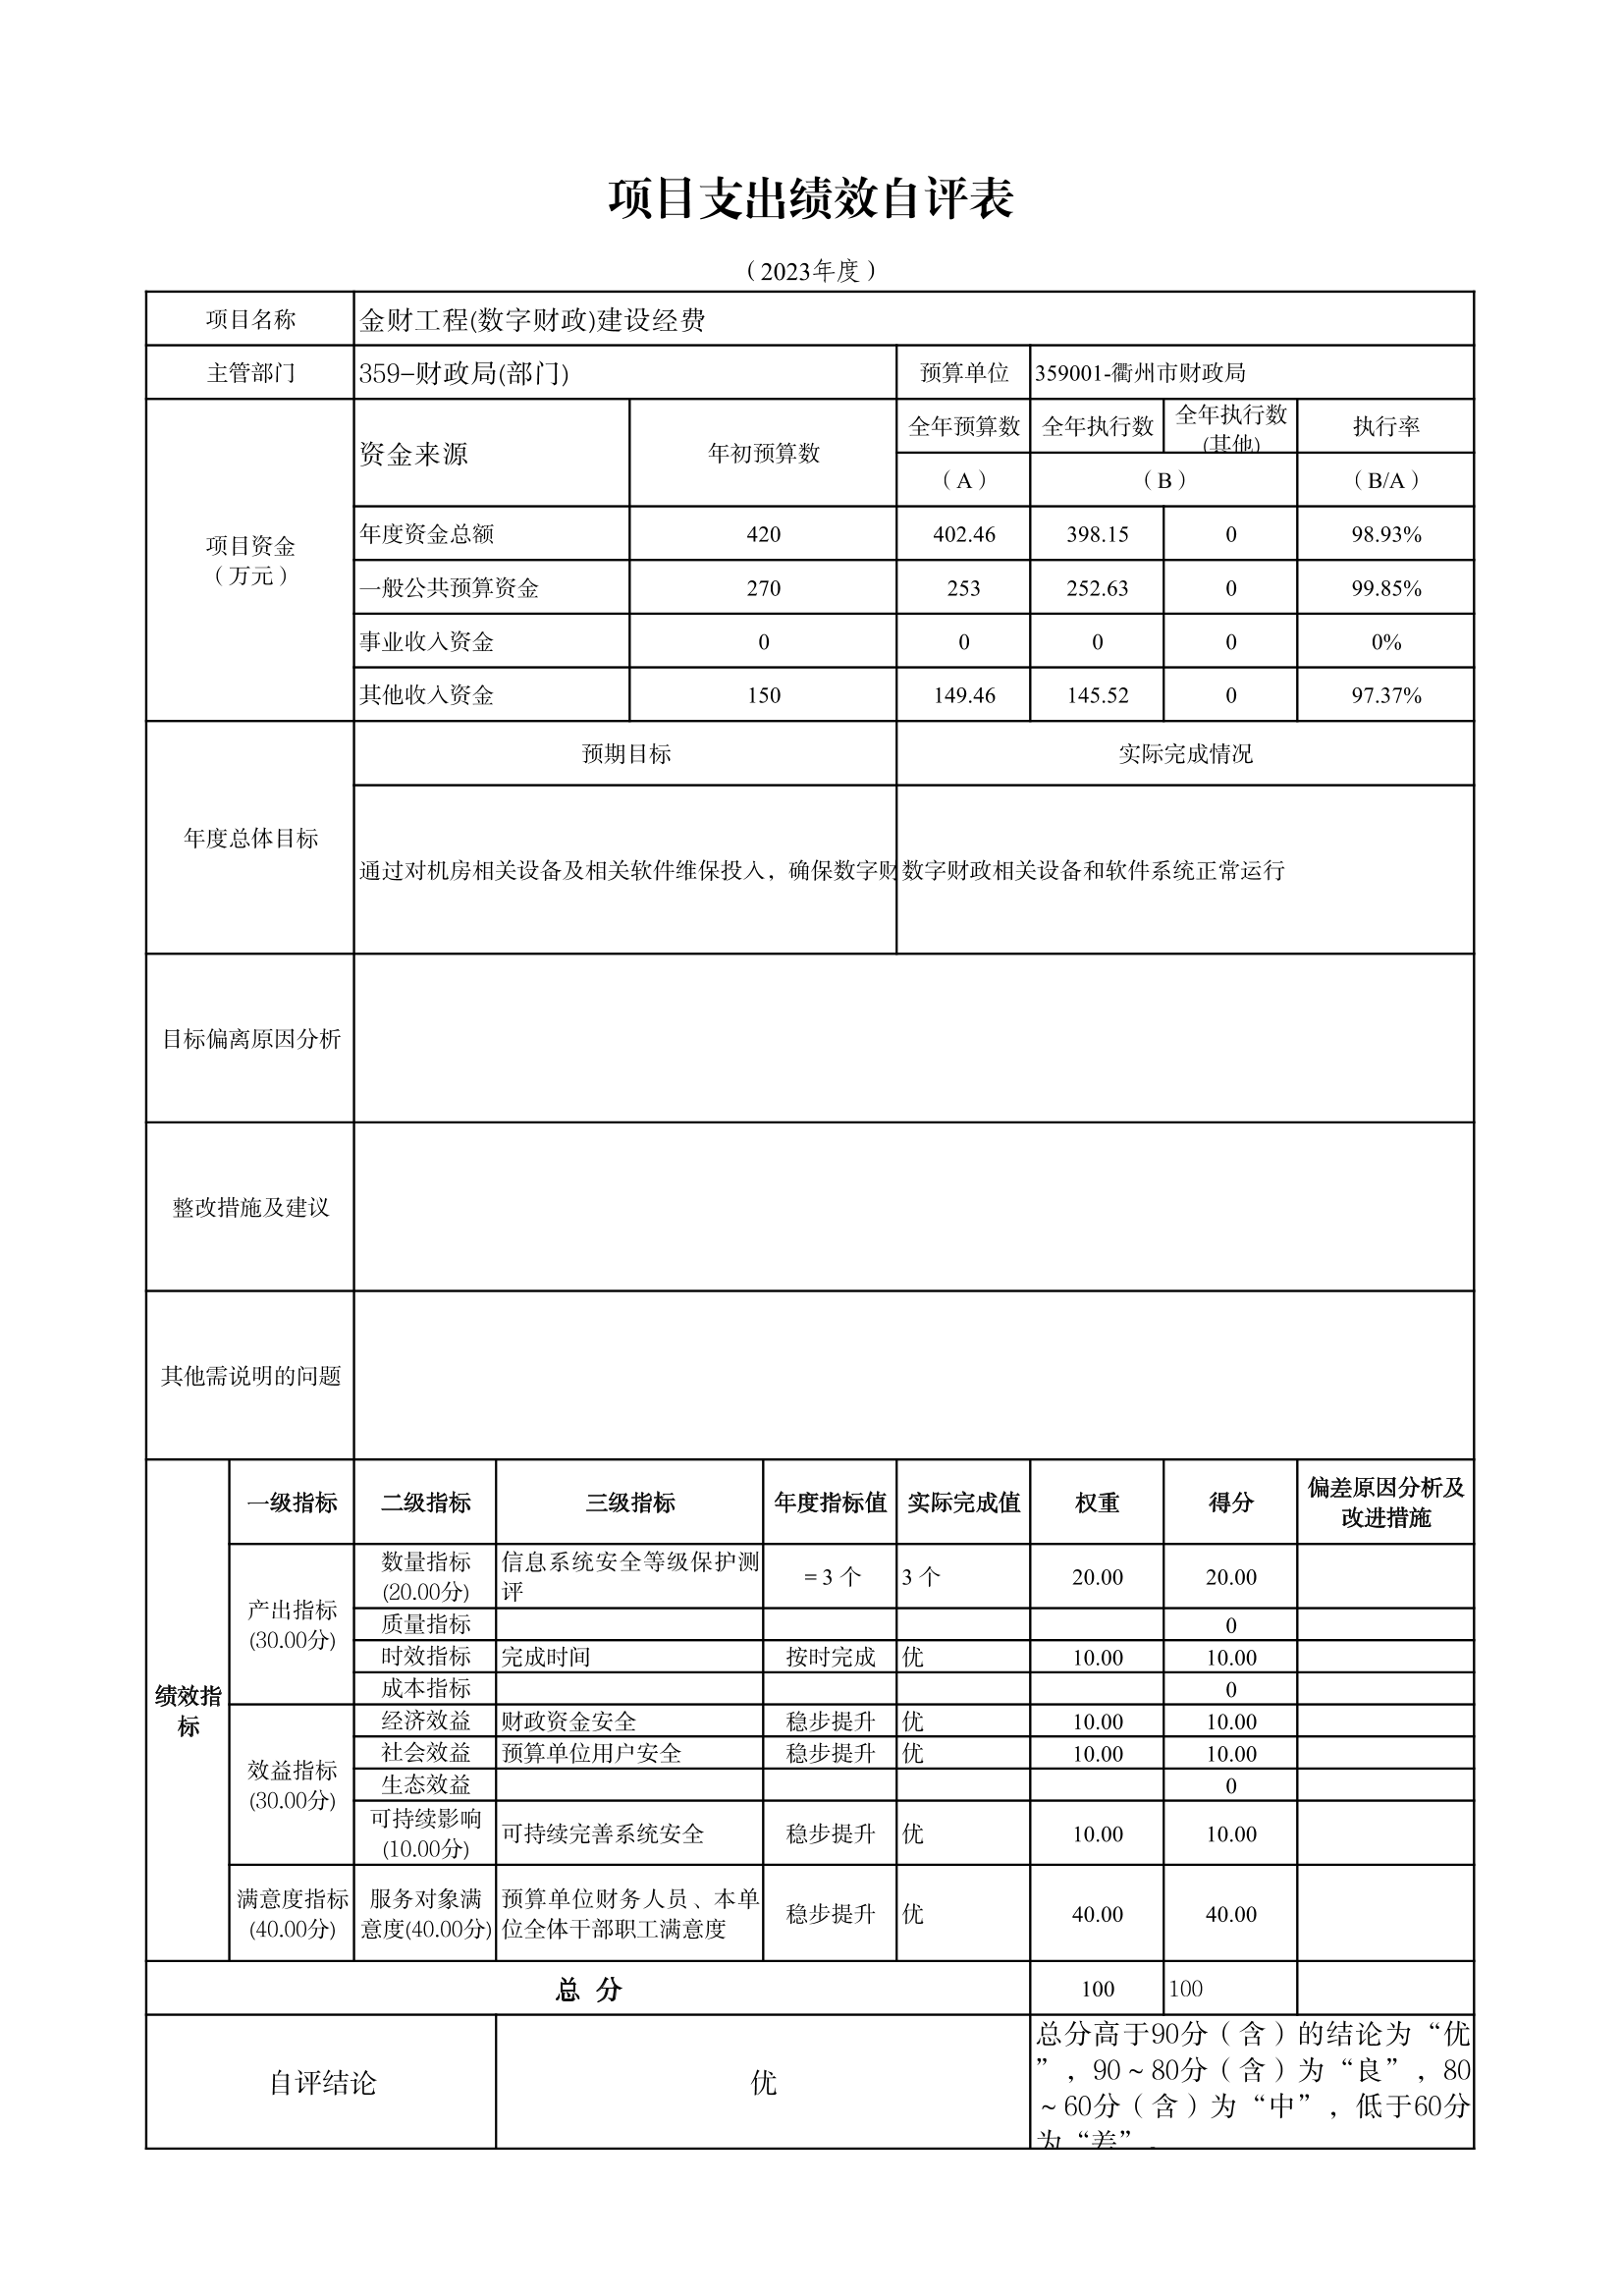 项目支出绩效自评表
（2023年度）
项目名称 金财工程(数字财政)建设经费
主管部门 359-财政局(部门) 预算单位 359001-衢州市财政局
项目资金
（万元）
资金来源 年初预算数 全年预算数 全年执行数 全年执行数
(其他) 执行率
（A） （B） （B/A）
年度资金总额 420 402.46 398.15 0 98.93%
一般公共预算资金 270 253 252.63 0 99.85%
事业收入资金 0 0 0 0 0%
其他收入资金 150 149.46 145.52 0 97.37%
年度总体目标 预期目标 实际完成情况
通过对机房相关设备及相关软件维保投入，确保数字财 数字财政相关设备和软件系统正常运行
目标偏离原因分析
整改措施及建议
其他需说明的问题
绩效指
标
一级指标 二级指标 三级指标 年度指标值 实际完成值 权重 得分 偏差原因分析及
改进措施
产出指标
(30.00分)
数量指标
(20.00分) 信息系统安全等级保护测
评 = 3 个 3 个 20.00 20.00
质量指标 0
时效指标 完成时间 按时完成 优 10.00 10.00
成本指标 0
效益指标
(30.00分)
经济效益 财政资金安全 稳步提升 优 10.00 10.00
社会效益 预算单位用户安全 稳步提升 优 10.00 10.00
生态效益 0
可持续影响
(10.00分) 可持续完善系统安全 稳步提升 优 10.00 10.00
满意度指标
(40.00分)
服务对象满
意度(40.00分) 预算单位财务人员、本单
位全体干部职工满意度 稳步提升 优 40.00 40.00
总 分 100 100
自评结论 优
总分高于90分（含）的结论为“优
”，90～80分（含）为“良”，80
～60分（含）为“中”，低于60分
为“差”。